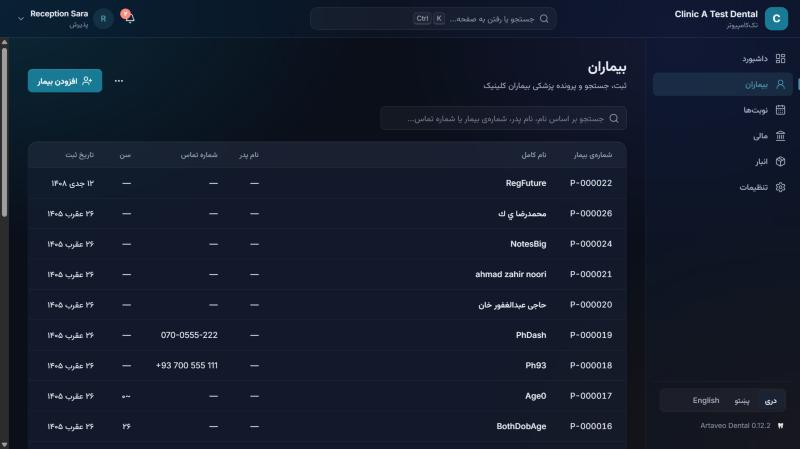 Clinic A Test Dental
تک‌کامپیوتر
C
جستجو یا رفتن به صفحه... Ctrl K
۲
R
Reception Sara
پذیرش
داشبورد
بیماران
نوبت‌ها
مالی
انبار
تنظیمات
بیماران
ثبت، جستجو و پرونده پزشکی بیماران کلینیک
افزودن بیمار
جستجو بر اساس نام، نام پدر، شماره‌ی بیمار یا شماره تماس...
شماره‌ی بیمار نام کامل نام پدر شماره تماس سن تاریخ ثبت
P-000022 RegFuture — — — ۱۲ جدی ۱۴۰۸
P-000026 محمدرضا ي ك — — — ۲۶ عقرب ۱۴۰۵
P-000024 NotesBig — — — ۲۶ عقرب ۱۴۰۵
P-000021 ahmad zahir noori — — — ۲۶ عقرب ۱۴۰۵
P-000020 حاجی عبدالغفور خان — — — ۲۶ عقرب ۱۴۰۵
P-000019 PhDash — 070-0555-222 — ۲۶ عقرب ۱۴۰۵
P-000018 Ph93 — +93 700 555 111 — ۲۶ عقرب ۱۴۰۵
P-000017 Age0 — — ~۰ ۲۶ عقرب ۱۴۰۵
P-000016 BothDobAge — — ۲۶ ۲۶ عقرب ۱۴۰۵
دری پښتو English
Artaveo Dental 0.12.2